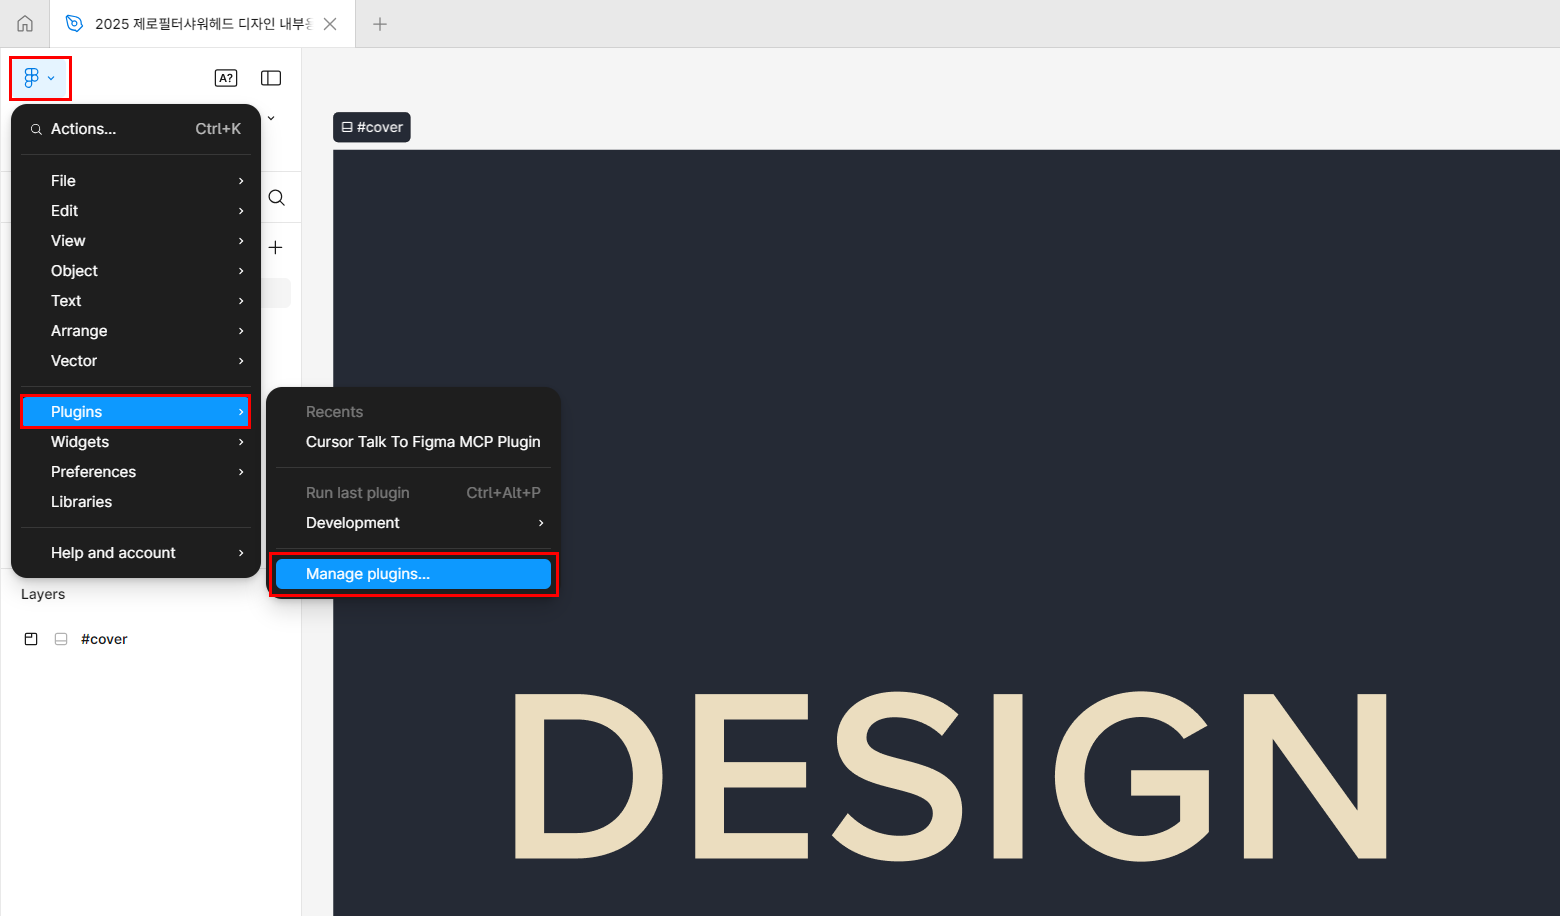 2025 제로필터샤워헤드 디자인 내부용
A?
Actions... Ctrl+K
#cover
File
Edit
View
Object
Text
Arrange
Vector
Plugins
Recents
Widgets
Cursor Talk To Figma MCP Plugin
Preferences
Run last plugin Ctrl+Alt+P
Libraries
Development
Help and account
Manage plugins...
Layers
#cover
DESIGN